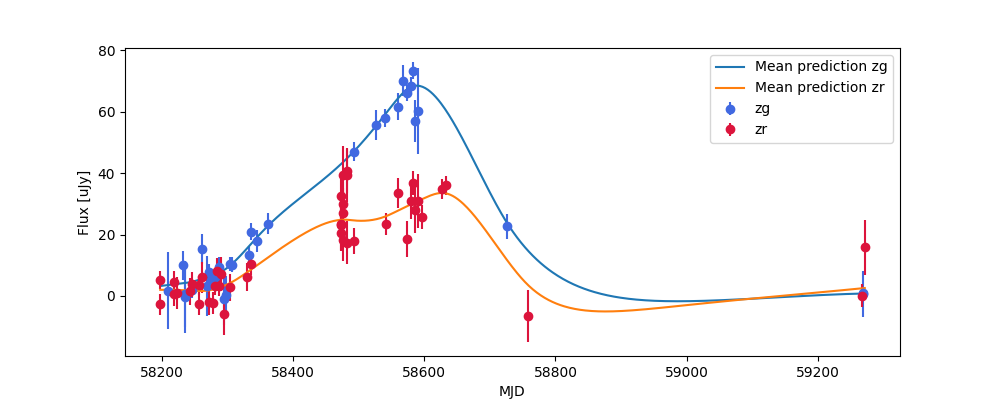 80
60
40
20
0
Flux [uJy]
58200 58400 58600 58800 59000 59200
MJD
Mean prediction zg
Mean prediction zr
zg
zr